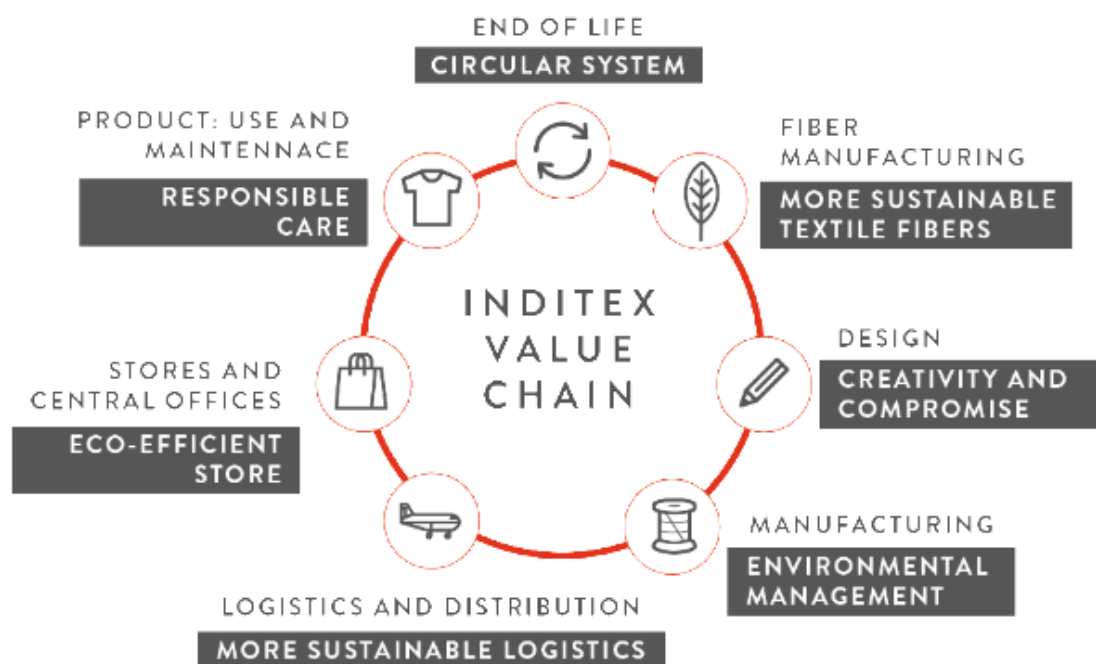 END OF LIFE
CIRCULAR SYSTEM
FIBER
MANUFACTURING
MORE SUSTAINABLE
TEXTILE FIBERS
DESIGN
CREATIVITY AND
COMPROMISE
MANUFACTURING
ENVIRONMENTAL
MANAGEMENT
LOGISTICS AND DISTRIBUTION
MORE SUSTAINABLE LOGISTICS
STORES AND
CENTRAL OFFICES
ECO-EFFICIENT
STORE
PRODUCT: USE AND
MAINTENNACE
RESPONSIBLE
CARE
INDITEX
VALUE
CHAIN